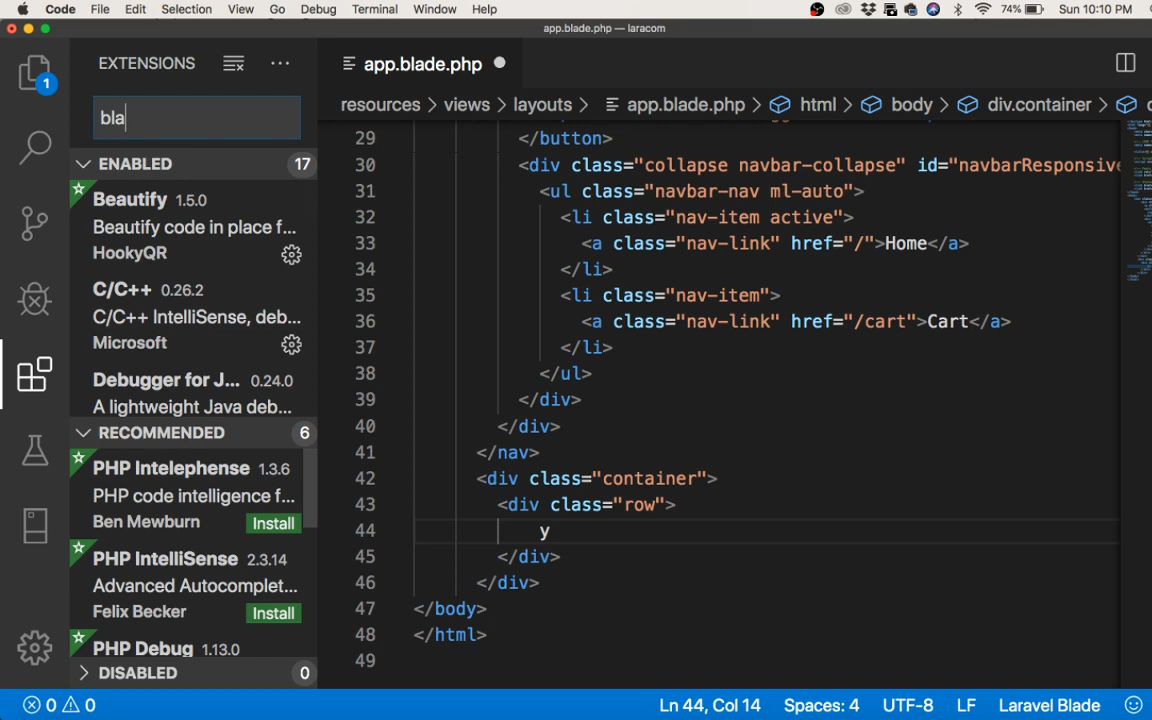 Code File Edit Selection View Go Debug Terminal Window Help 74% Sun 10:10 PM
app.blade.php — laracom
EXTENSIONS
app.blade.php
resources > views > layouts > app.blade.php > html > body > div.container >
1
bla
ENABLED 17
Beautify 1.5.0
Beautify code in place f...
HookyQR
C/C++ 0.26.2
C/C++ IntelliSense, deb...
Microsoft
Debugger for J... 0.24.0
A lightweight Java deb...
RECOMMENDED 6
PHP Intelephense 1.3.6
PHP code intelligence f...
Ben Mewburn Install
PHP IntelliSense 2.3.14
Advanced Autocomplet...
Felix Becker Install
PHP Debug 1.13.0
DISABLED 0
29 </button>
30 <div class="collapse navbar-collapse" id="navbarResponsive
31 <ul class="navbar-nav ml-auto">
32 <li class="nav-item active">
33 <a class="nav-link" href="/">Home</a>
34 </li>
35 <li class="nav-item">
36 <a class="nav-link" href="/cart">Cart</a>
37 </li>
38 </ul>
39 </div>
40 </div>
41 </nav>
42 <div class="container">
43 <div class="row">
44 y
45 </div>
46 </div>
47 </body>
48 </html>
49
0 0 Ln 44, Col 14 Spaces: 4 UTF-8 LF Laravel Blade